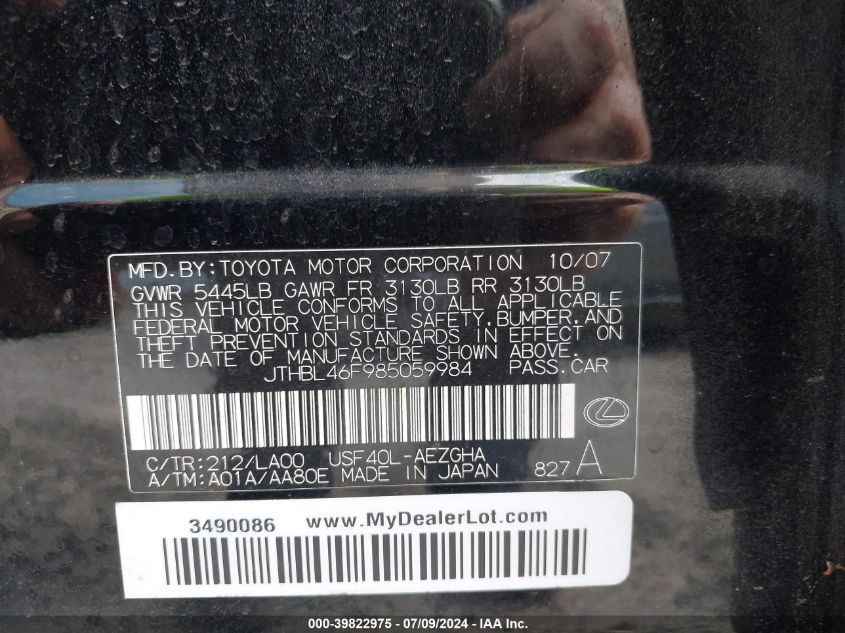 MFD.BY:TOYOTA MOTOR CORPORATION 10/07
GVWR 5445LB GAWR FR 3130LB RR 3130LB
THIS VEHICLE CONFORMS TO ALL APPLICABLE
FEDERAL MOTOR VEHICLE SAFETY,BUMPER,AND
THEFT PREVENTION STANDARDS IN EFFECT ON
THE DATE OF MANUFACTURE SHOWN ABOVE.
JTHBL46F985059984 PASS.CAR
C/TR:212/LA00 USF40L-AEZGHA
A/TM:A01A/AA80E MADE IN JAPAN 827A
3490086 www.MyDealerLot.com
000-39822975 - 07/09/2024 - IAA Inc.